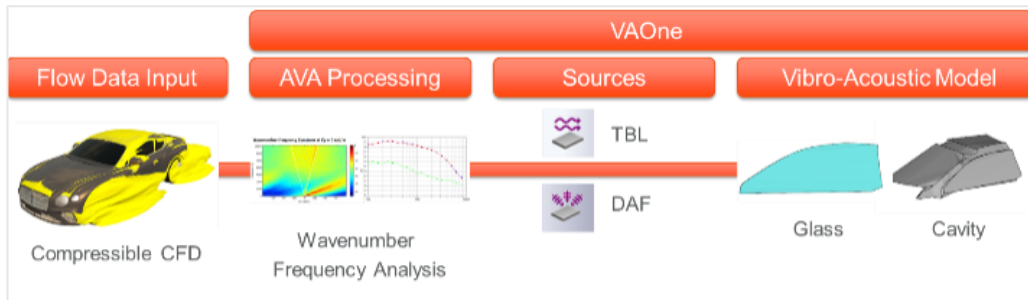 VAOne
Flow Data Input
AVA Processing
Sources
Vibro-Acoustic Model
TBL
DAF
Compressible CFD
Wavenumber
Frequency Analysis
Glass
Cavity